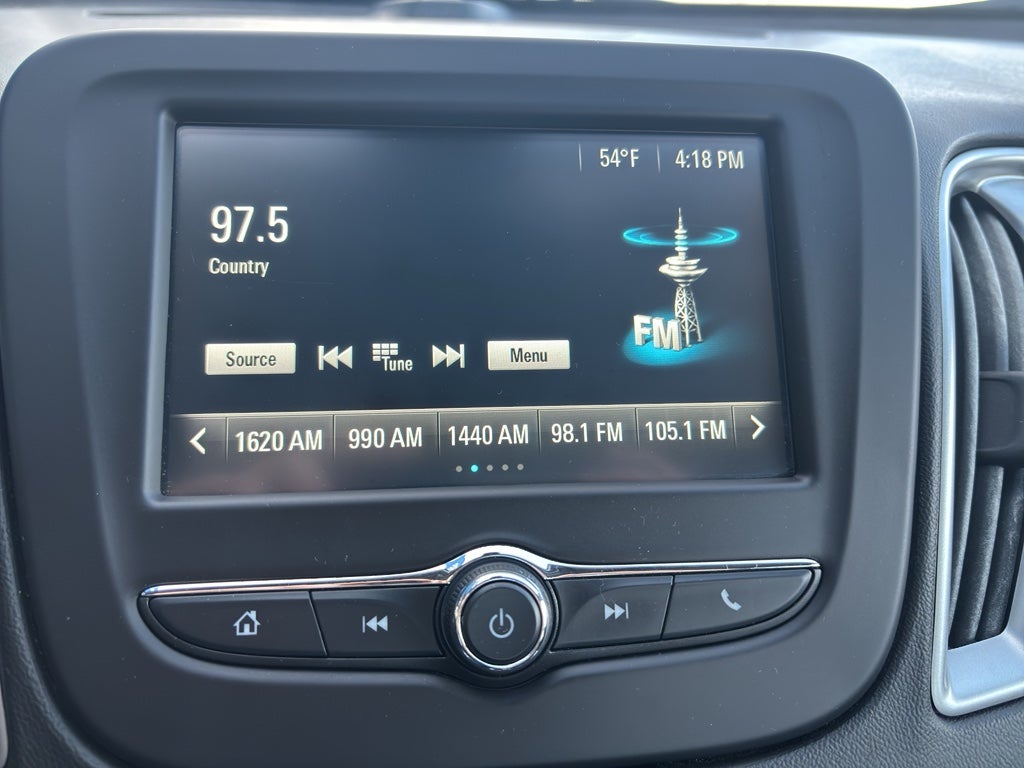 54°F 4:18 PM
97.5
Country
FM
Source Tune Menu
1620 AM 990 AM 1440 AM 98.1 FM 105.1 FM